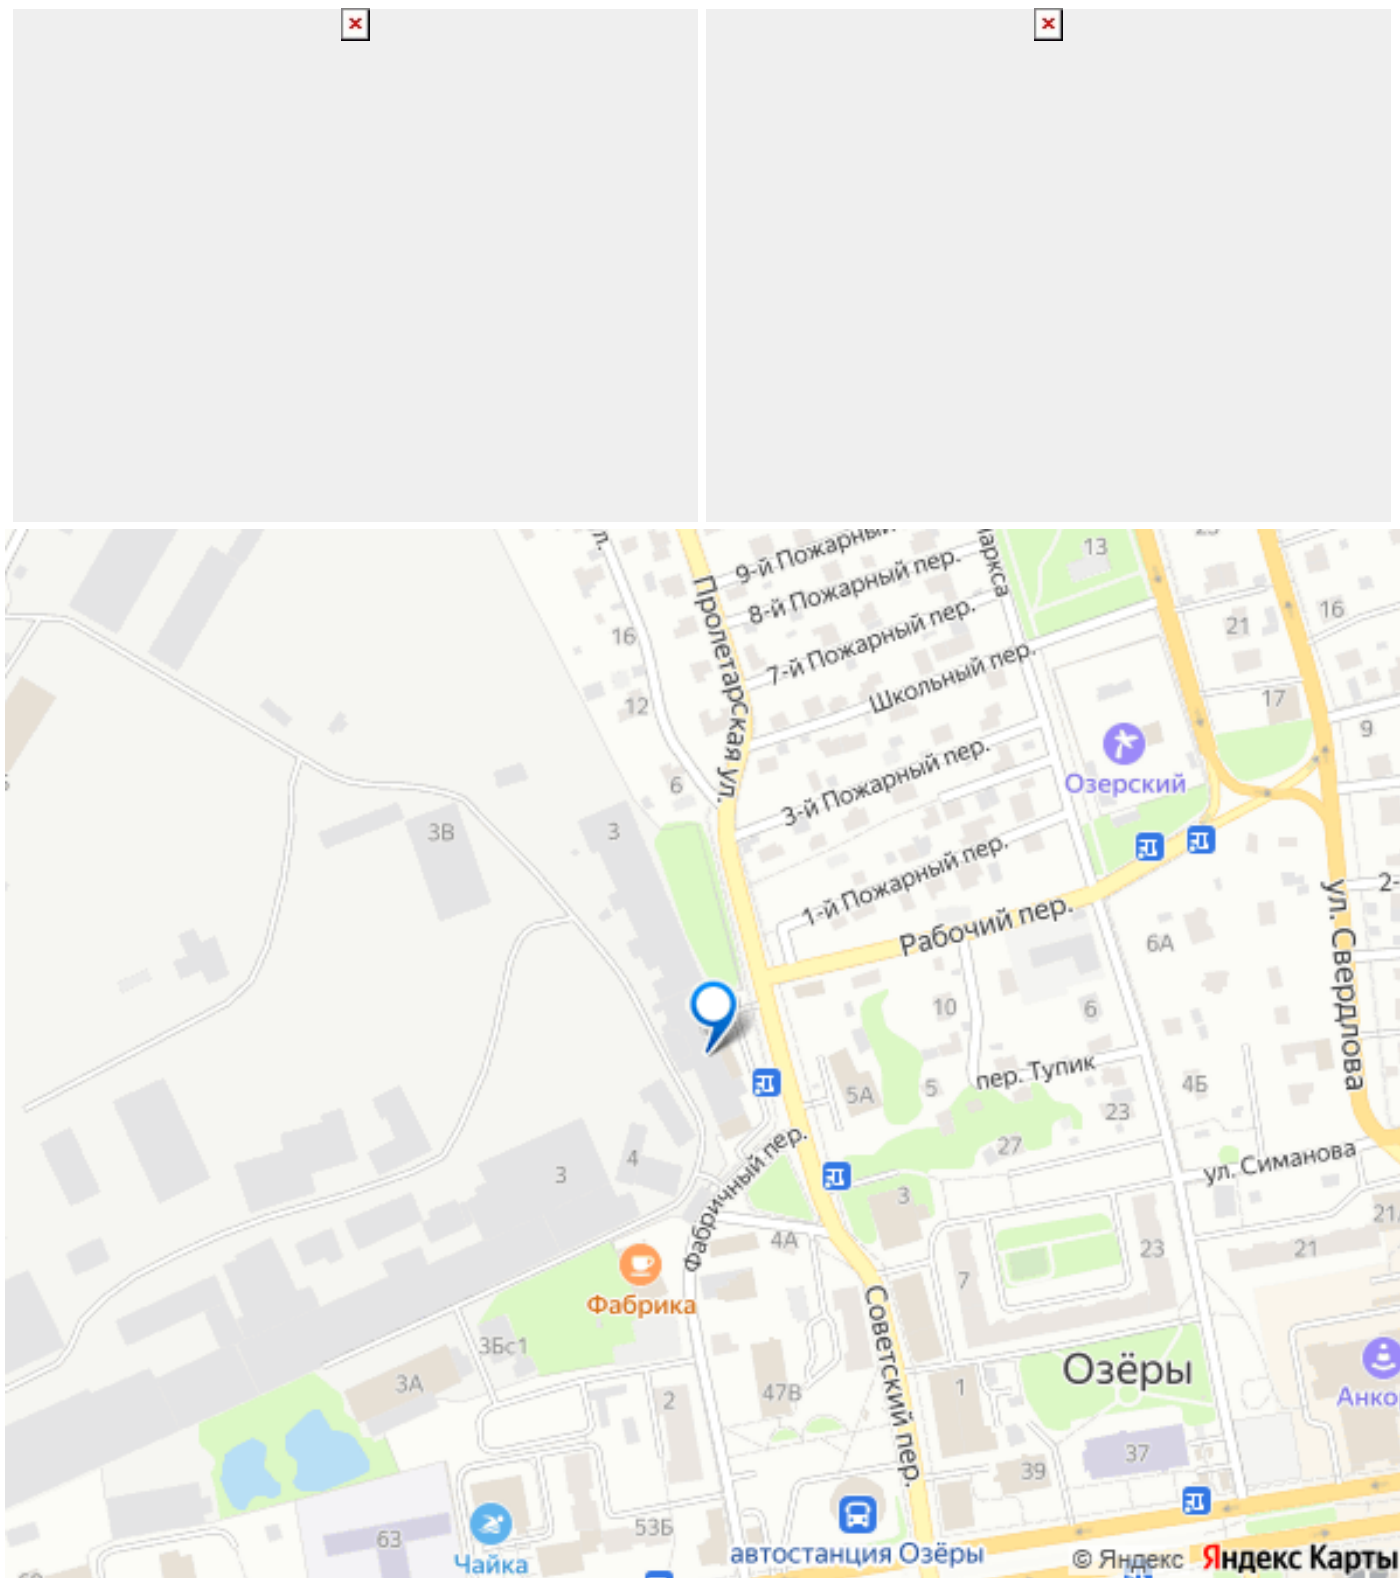 9-й Пожарный
8-й Пожарный пер.
7-й Пожарный пер.
Школьный пер.
3-й Пожарный пер.
1-й Пожарный пер.
Рабочий пер.
Пролетарская ул.
13
16
21
16
12
17
9
6
Озерский
3В
3
6А
ул. Свердлова
10
6
пер. Тупик
5А
5
4Б
23
27
ул. Симанова
4
3
3
Фабричный пер.
4А
23
21
Фабрика
7
Советский пер.
3Бс1
Озёры
3А
2
47В
1
37
39
53Б
63
Чайка
автостанция Озёры
© Яндекс
Яндекс Карты